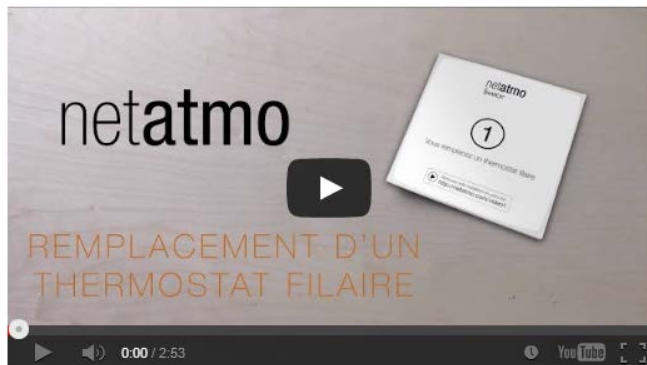 netatmo
netatmo
1
Vous remplacez un thermostat filaire
REMPLACEMENT D'UN
THERMOSTAT FILAIRE
0:00 / 2:53
YouTube